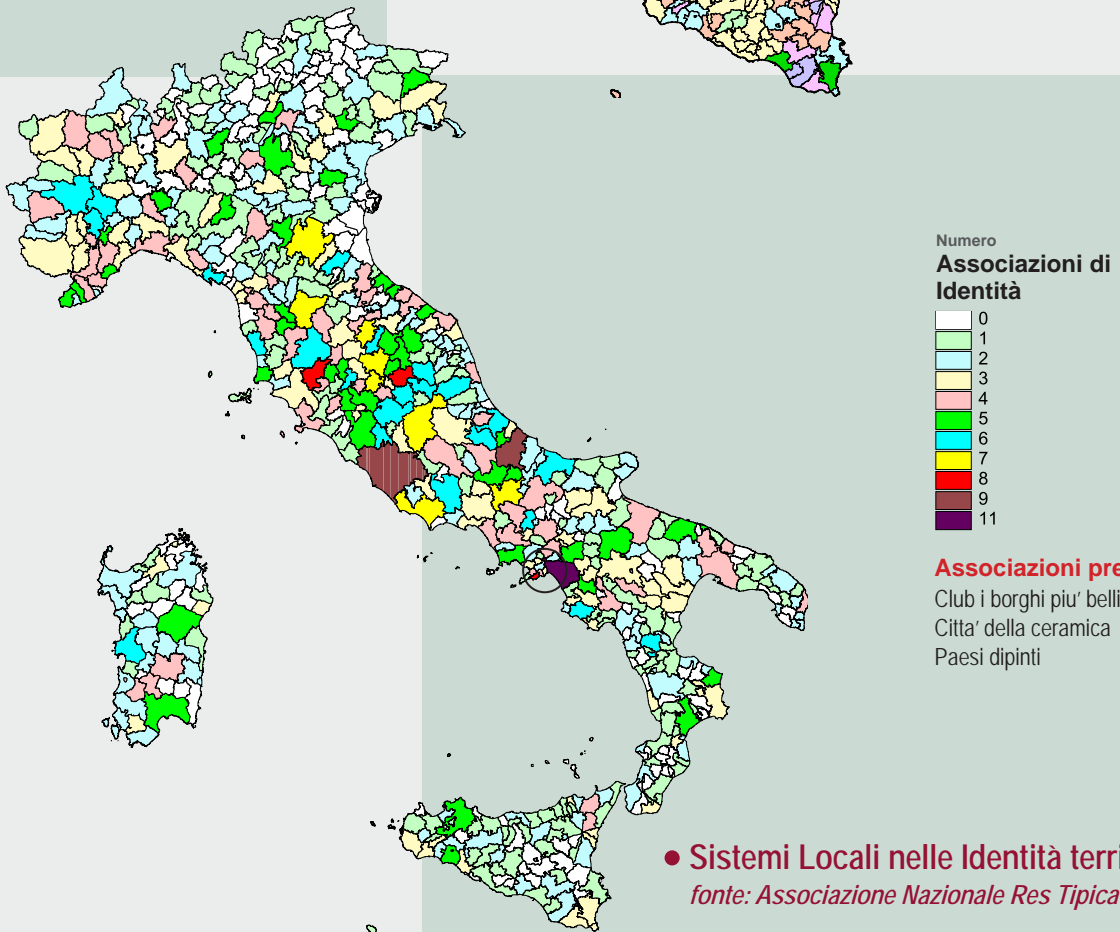 Numero
Associazioni di
Identità
0
1
2
3
4
5
6
7
8
9
11
Associazioni pre
Club i borghi piu' belli
Citta' della ceramica
Paesi dipinti
• Sistemi Locali nelle Identità terri
fonte: Associazione Nazionale Res Tipica